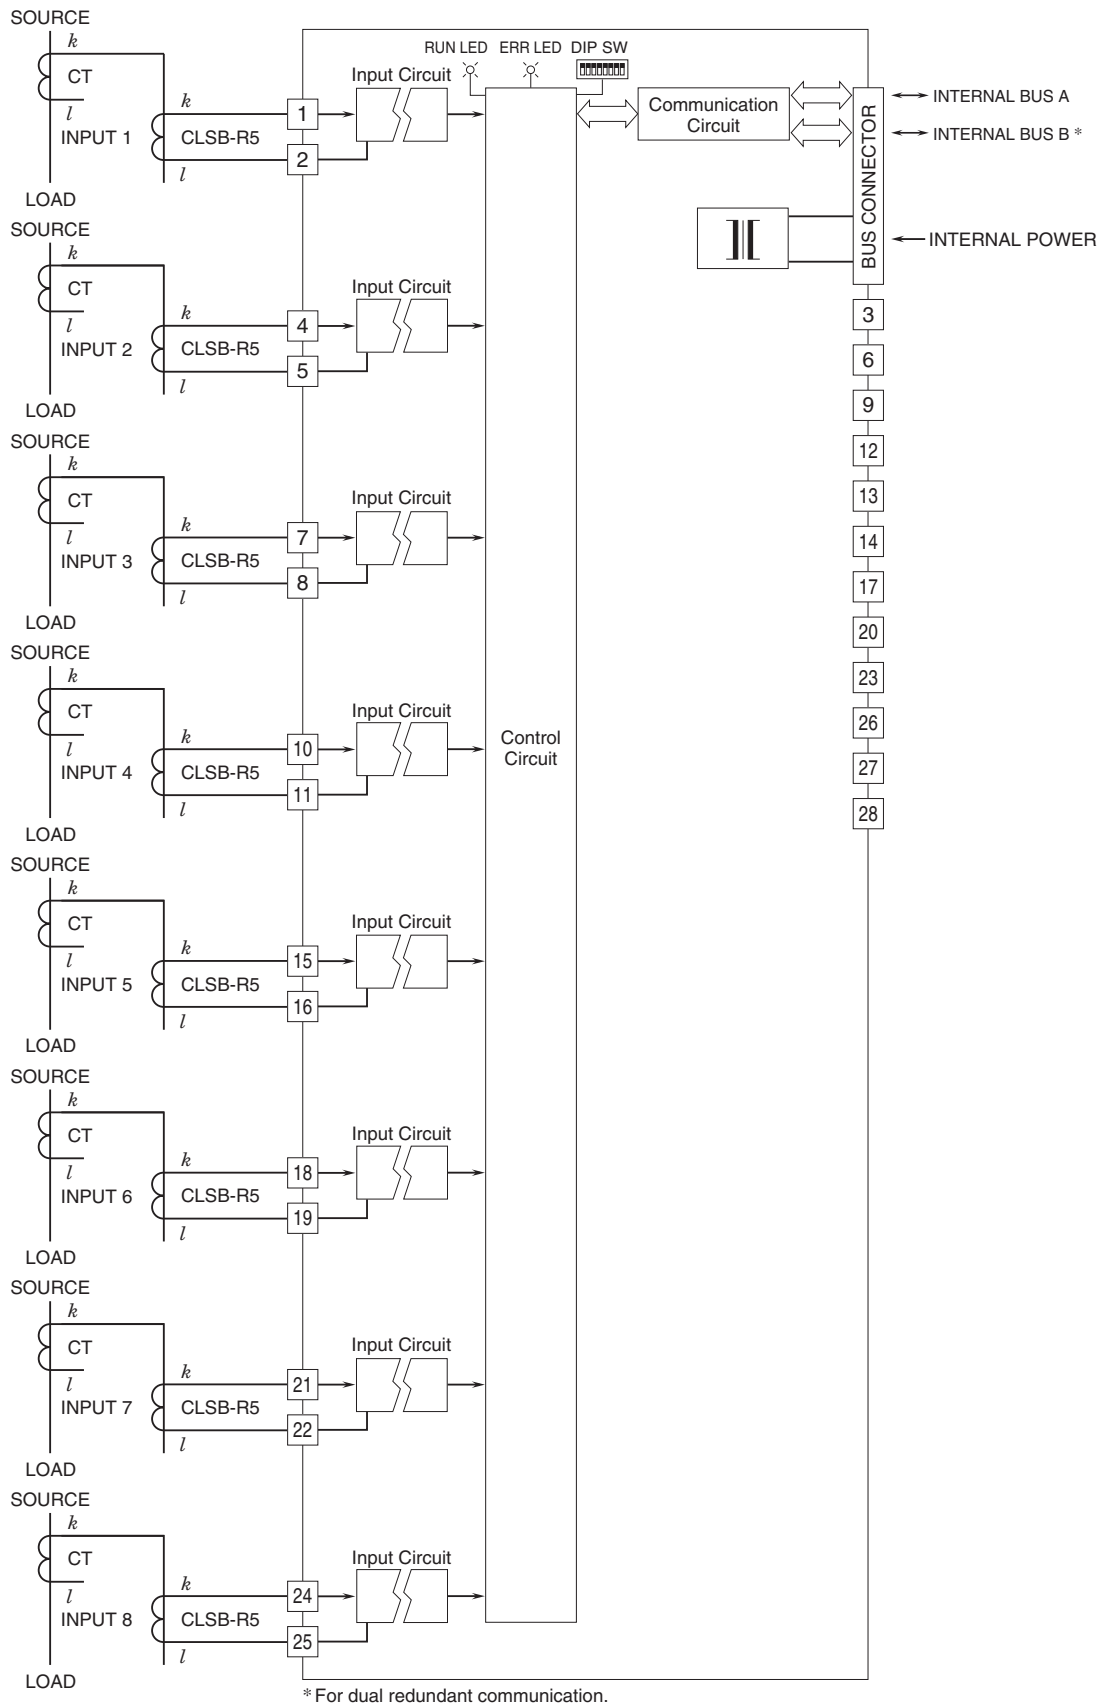 SOURCE
k
CT
l
INPUT 1
k
CLSB-R5
l
LOAD
1
2
Input Circuit
RUN LED
ERR LED
DIP SW
Communication
Circuit
BUS CONNECTOR
INTERNAL BUS A
INTERNAL BUS B *
INTERNAL POWER
SOURCE
k
CT
l
INPUT 2
k
CLSB-R5
l
LOAD
4
5
Input Circuit
SOURCE
k
CT
l
INPUT 3
k
CLSB-R5
l
LOAD
7
8
Input Circuit
SOURCE
k
CT
l
INPUT 4
k
CLSB-R5
l
LOAD
10
11
Input Circuit
Control
Circuit
SOURCE
k
CT
l
INPUT 5
k
CLSB-R5
l
LOAD
15
16
Input Circuit
SOURCE
k
CT
l
INPUT 6
k
CLSB-R5
l
LOAD
18
19
Input Circuit
SOURCE
k
CT
l
INPUT 7
k
CLSB-R5
l
LOAD
21
22
Input Circuit
SOURCE
k
CT
l
INPUT 8
k
CLSB-R5
l
LOAD
24
25
Input Circuit
3
6
9
12
13
14
17
20
23
26
27
28
* For dual redundant communication.